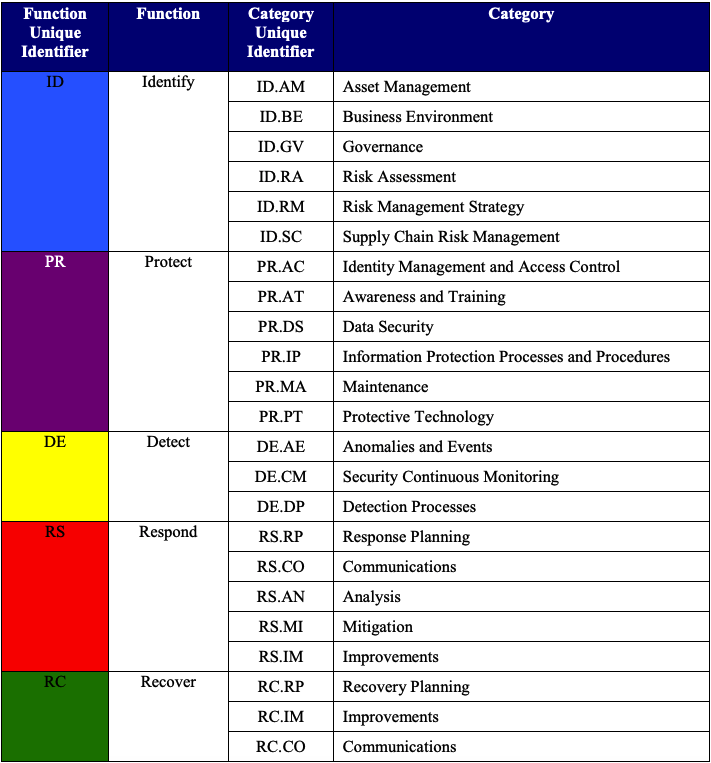 Function Unique Identifier Function Category Unique Identifier Category
ID Identify ID.AM Asset Management
ID.BE Business Environment
ID.GV Governance
ID.RA Risk Assessment
ID.RM Risk Management Strategy
ID.SC Supply Chain Risk Management
PR Protect PR.AC Identity Management and Access Control
PR.AT Awareness and Training
PR.DS Data Security
PR.IP Information Protection Processes and Procedures
PR.MA Maintenance
PR.PT Protective Technology
DE Detect DE.AE Anomalies and Events
DE.CM Security Continuous Monitoring
DE.DP Detection Processes
RS Respond RS.RP Response Planning
RS.CO Communications
RS.AN Analysis
RS.MI Mitigation
RS.IM Improvements
RC Recover RC.RP Recovery Planning
RC.IM Improvements
RC.CO Communications